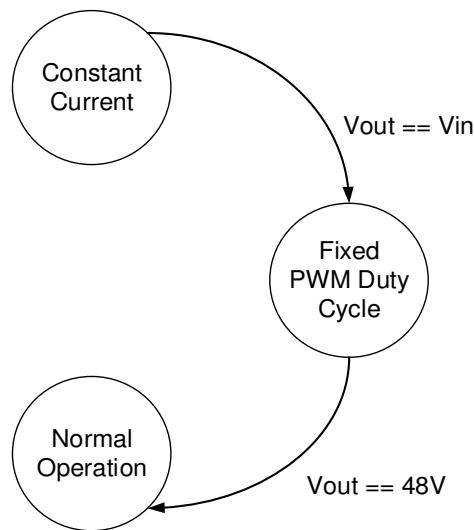 Constant
Current
Vout == Vin
Fixed
PWM Duty
Cycle
Normal
Operation
Vout == 48V